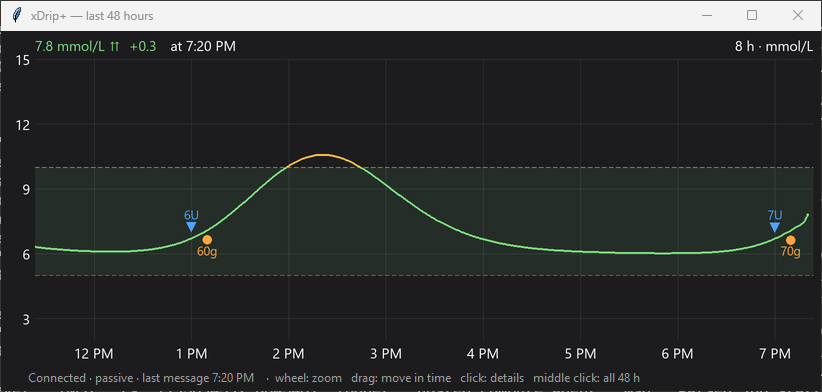 xDrip+ — last 48 hours
7.8 mmol/L ⇈ +0.3 at 7:20 PM 8 h · mmol/L
15
12
9
6
3
6U
60g
7U
70g
12 PM 1 PM 2 PM 3 PM 4 PM 5 PM 6 PM 7 PM
Connected · passive · last message 7:20 PM · wheel: zoom drag: move in time click: details middle click: all 48 h